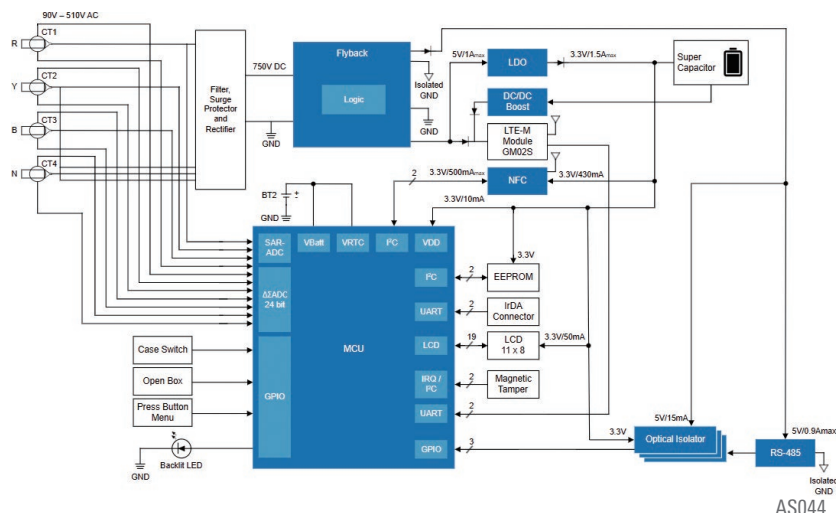 90V – 510V AC
R
CT1
Y
CT2
B
CT3
N
CT4
Filter,
Surge
Protector
and
Rectifier
750V DC
GND
Flyback
Logic
Isolated
GND
GND
5V/1Amax
LDO
3.3V/1.5Amax
Super
Capacitor
DC/DC
Boost
LTE-M
Module
GM02S
2
3.3V/500mAmax
NFC
3.3V/430mA
3.3V/10mA
BT2
±
GND
SAR-
ADC
VBatt
VRTC
I²C
VDD
ΔΣADC
24 bit
MCU
I²C
2
3.3V
EEPROM
UART
2
IrDA
Connector
LCD
19
LCD
11 x 8
3.3V/50mA
IRQ /
I²C
2
Magnetic
Tamper
UART
2
GPIO
3
Case Switch
Open Box
Press Button
Menu
GPIO
GND
Backlit LED
3.3V
5V/15mA
Optical Isolator
5V/0.9Amax
RS-485
Isolated
GND
AS044